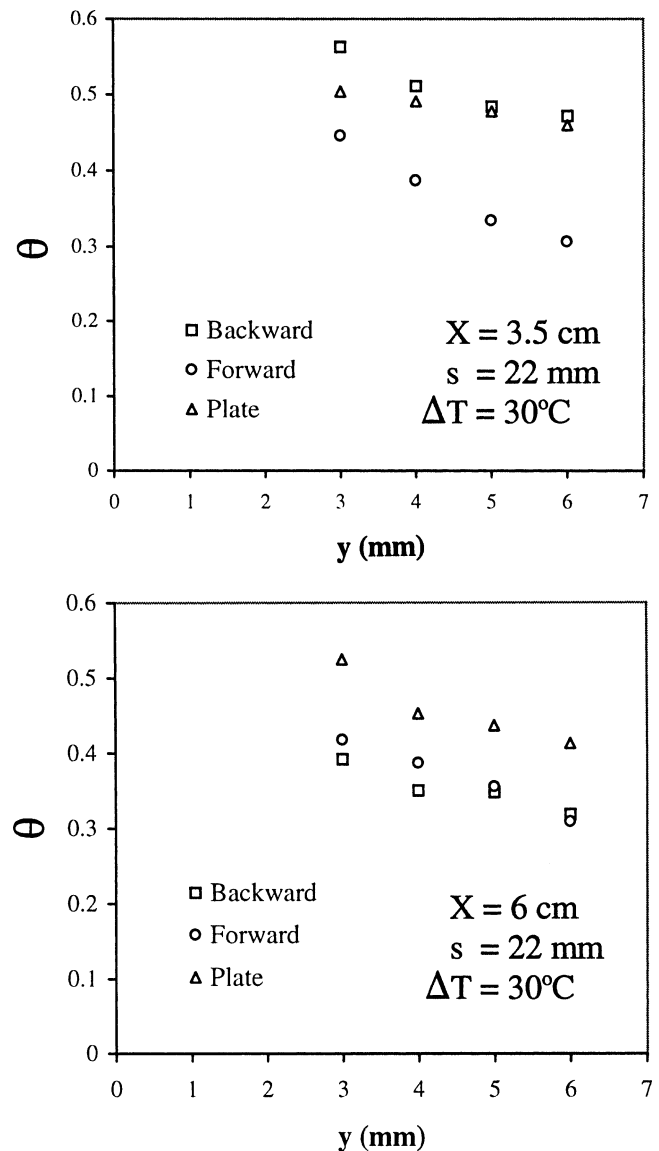 0.6
0.5
0.4
θ
0.3
0.2
0.1
0
Backward
Forward
Plate
X = 3.5 cm
s = 22 mm
ΔT = 30ºC
0 1 2 3 4 5 6 7
y (mm)
0.6
0.5
0.4
θ
0.3
0.2
0.1
0
Backward
Forward
Plate
X = 6 cm
s = 22 mm
ΔT = 30ºC
0 1 2 3 4 5 6 7
y (mm)